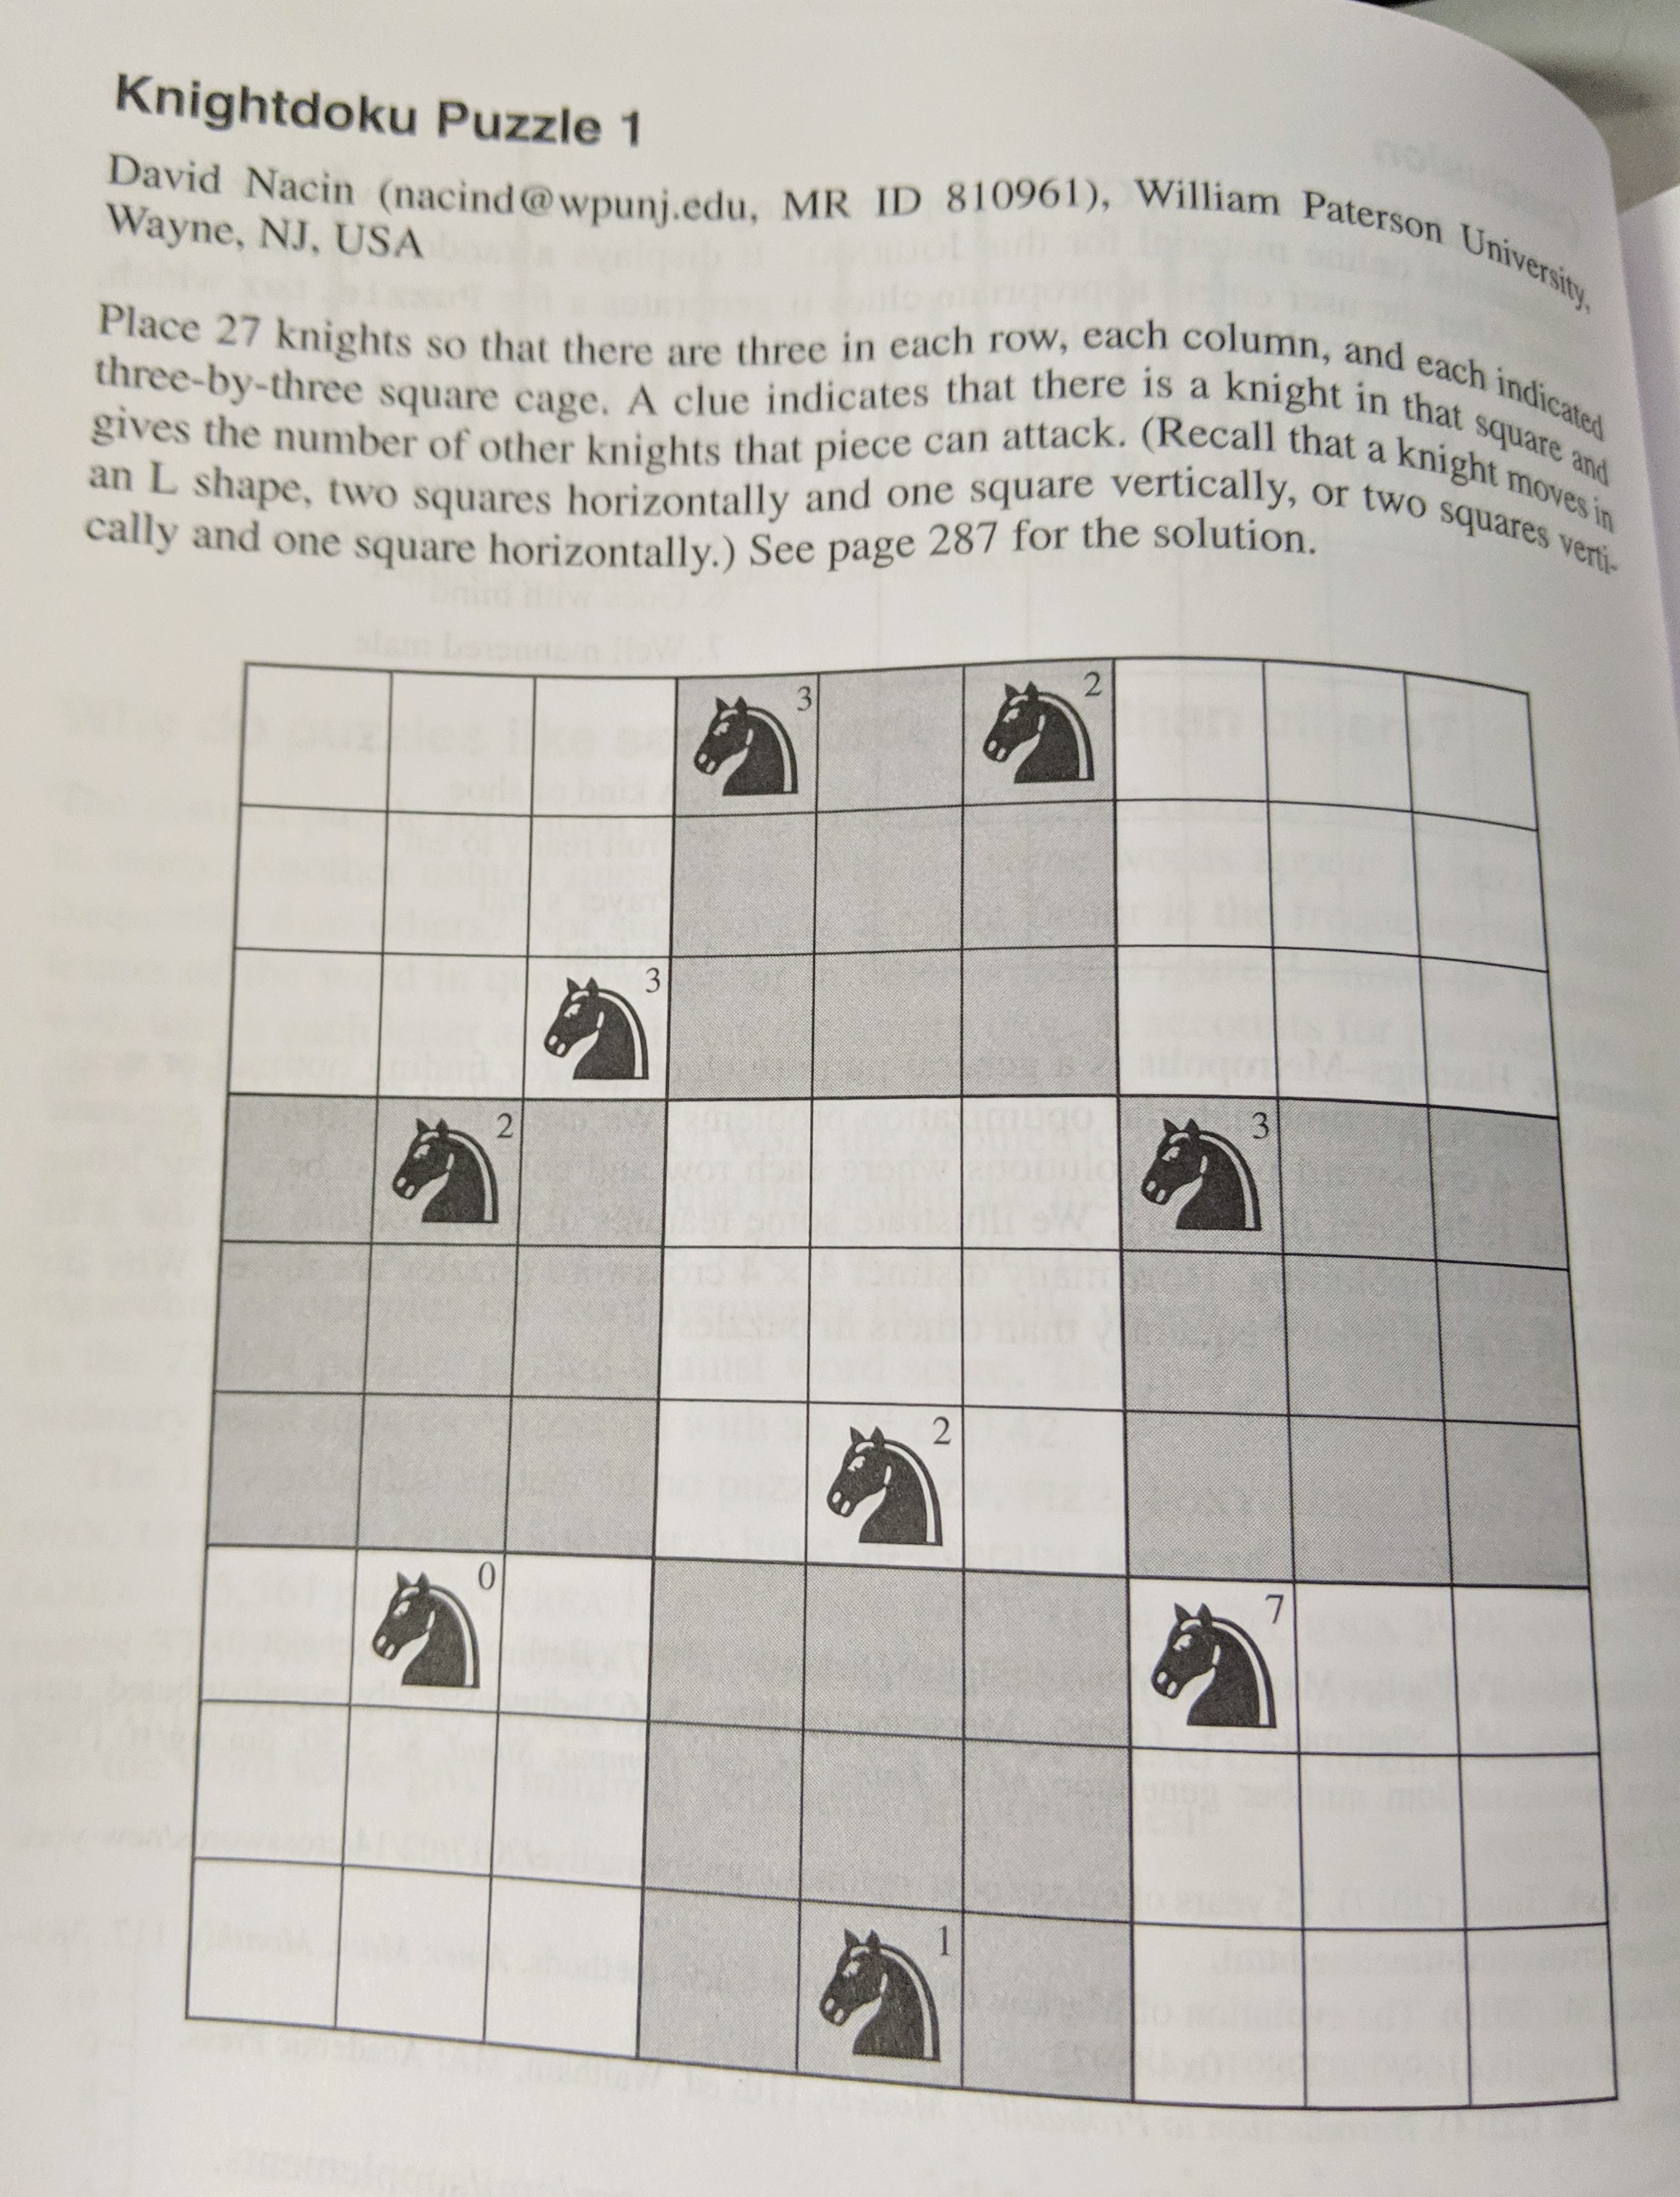 Knightdoku Puzzle 1
David Nacin (nacind@wpunj.edu, MR ID 810961), William Paterson University,
Wayne, NJ, USA
Place 27 knights so that there are three in each row, each column, and each indicated
three-by-three square cage. A clue indicates that there is a knight in that square and
gives the number of other knights that piece can attack. (Recall that a knight moves in
an L shape, two squares horizontally and one square vertically, or two squares verti-
cally and one square horizontally.) See page 287 for the solution.
3 2
3
2 3
2
0 7
1